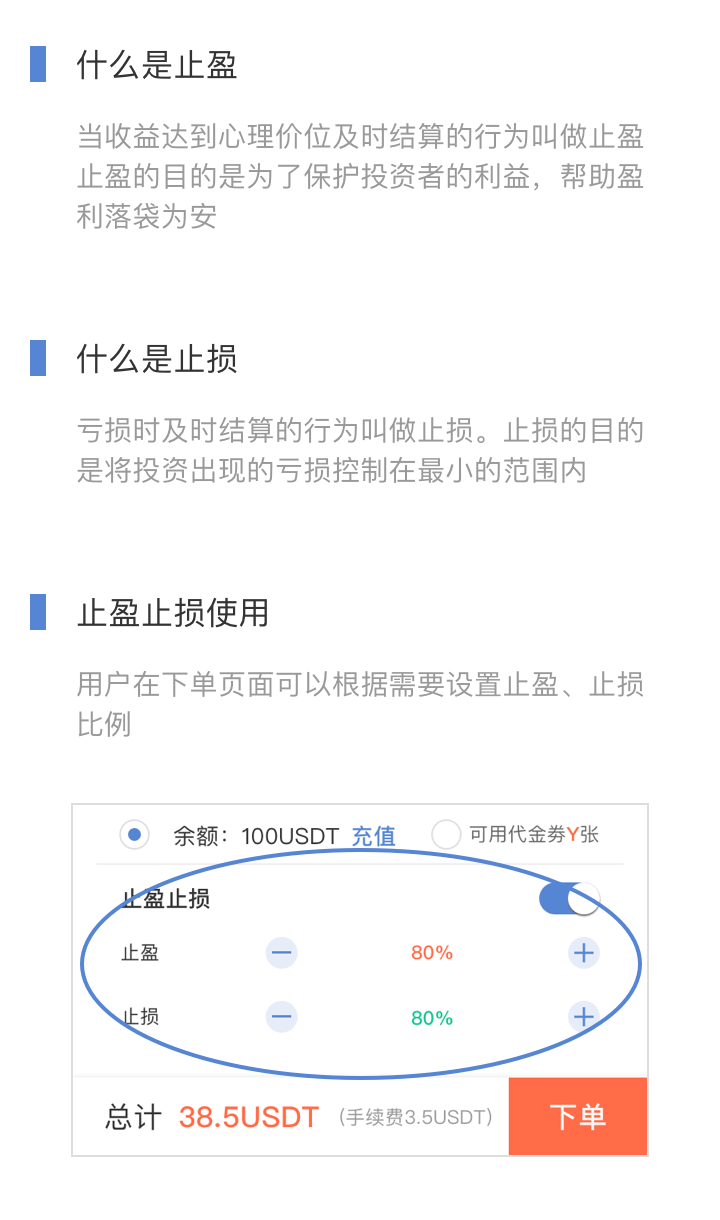 什么是止盈
当收益达到心理价位及时结算的行为叫做止盈
止盈的目的是为了保护投资者的利益，帮助盈
利落袋为安
什么是止损
亏损时及时结算的行为叫做止损。止损的目的
是将投资出现的亏损控制在最小的范围内
止盈止损使用
用户在下单页面可以根据需要设置止盈、止损
比例
余额：100USDT 充值 可用代金券Y张
止盈止损
止盈 — 80% +
止损 — 80% +
总计 38.5USDT （手续费3.5USDT） 下单